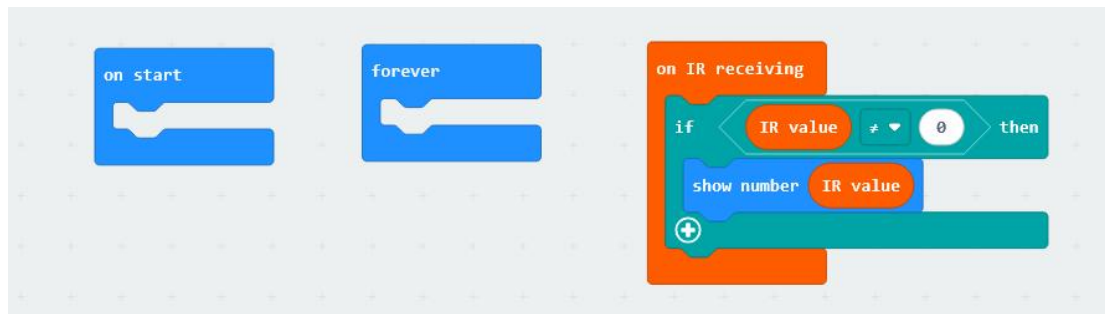 on start
forever
on IR receiving
if IR value ≠ 0 then
show number IR value